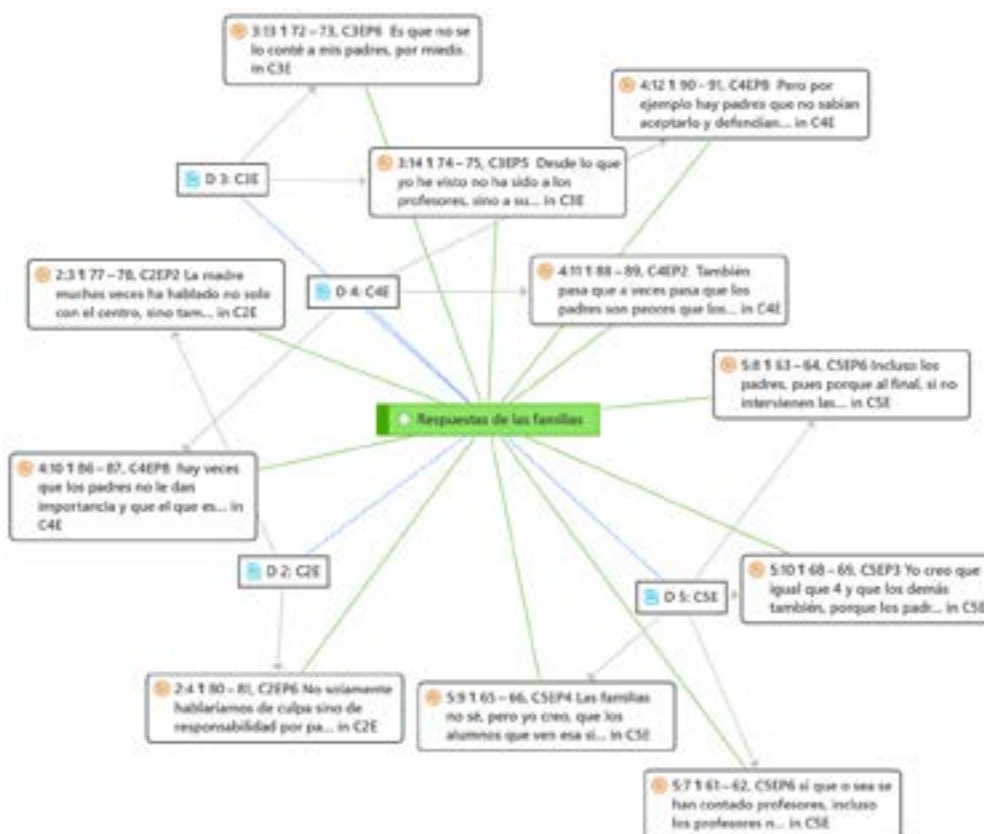 3:13 ¶ 72 – 73, C3EP6 Es que no se
lo conté a mis padres, por miedo.
in C3E
4:12 ¶ 90 – 91, C4EP8 Pero por
ejemplo hay padres que no sabían
aceptarlo y defendían... in C4E
D 3: C3E
3:14 ¶ 74 – 75, C3EP5 Desde lo que
yo he visto no ha sido a los
profesores, sino a su... in C3E
2:3 ¶ 77 – 78, C2EP2 La madre
muchas veces ha hablado no solo
con el centro, sino tam... in C2E
D 4: C4E
4:11 ¶ 88 – 89, C4EP2 También
pasa que a veces pasa que los
padres son peores que los... in C4E
5:8 ¶ 63 – 64, C5EP6 Incluso los
padres, pues porque al final, si no
intervienen las... in C5E
Respuestas de las familias
4:10 ¶ 86 – 87, C4EP8 hay veces
que los padres no le dan
importancia y que el que es... in
C4E
D 2: C2E
5:10 ¶ 68 – 69, C5EP3 Yo creo que
igual que 4 y que los demás
también, porque los padr... in C5E
D 5: C5E
2:4 ¶ 80 – 81, C2EP6 No solamente
hablaríamos de culpa sino de
responsabilidad por pa... in C2E
5:9 ¶ 65 – 66, C5EP4 Las familias
no sé, pero yo creo, que los
alumnos que ven esa si... in C5E
5:7 ¶ 61 – 62, C5EP6 sí que o sea se
han contado profesores, incluso
los profesores n... in C5E